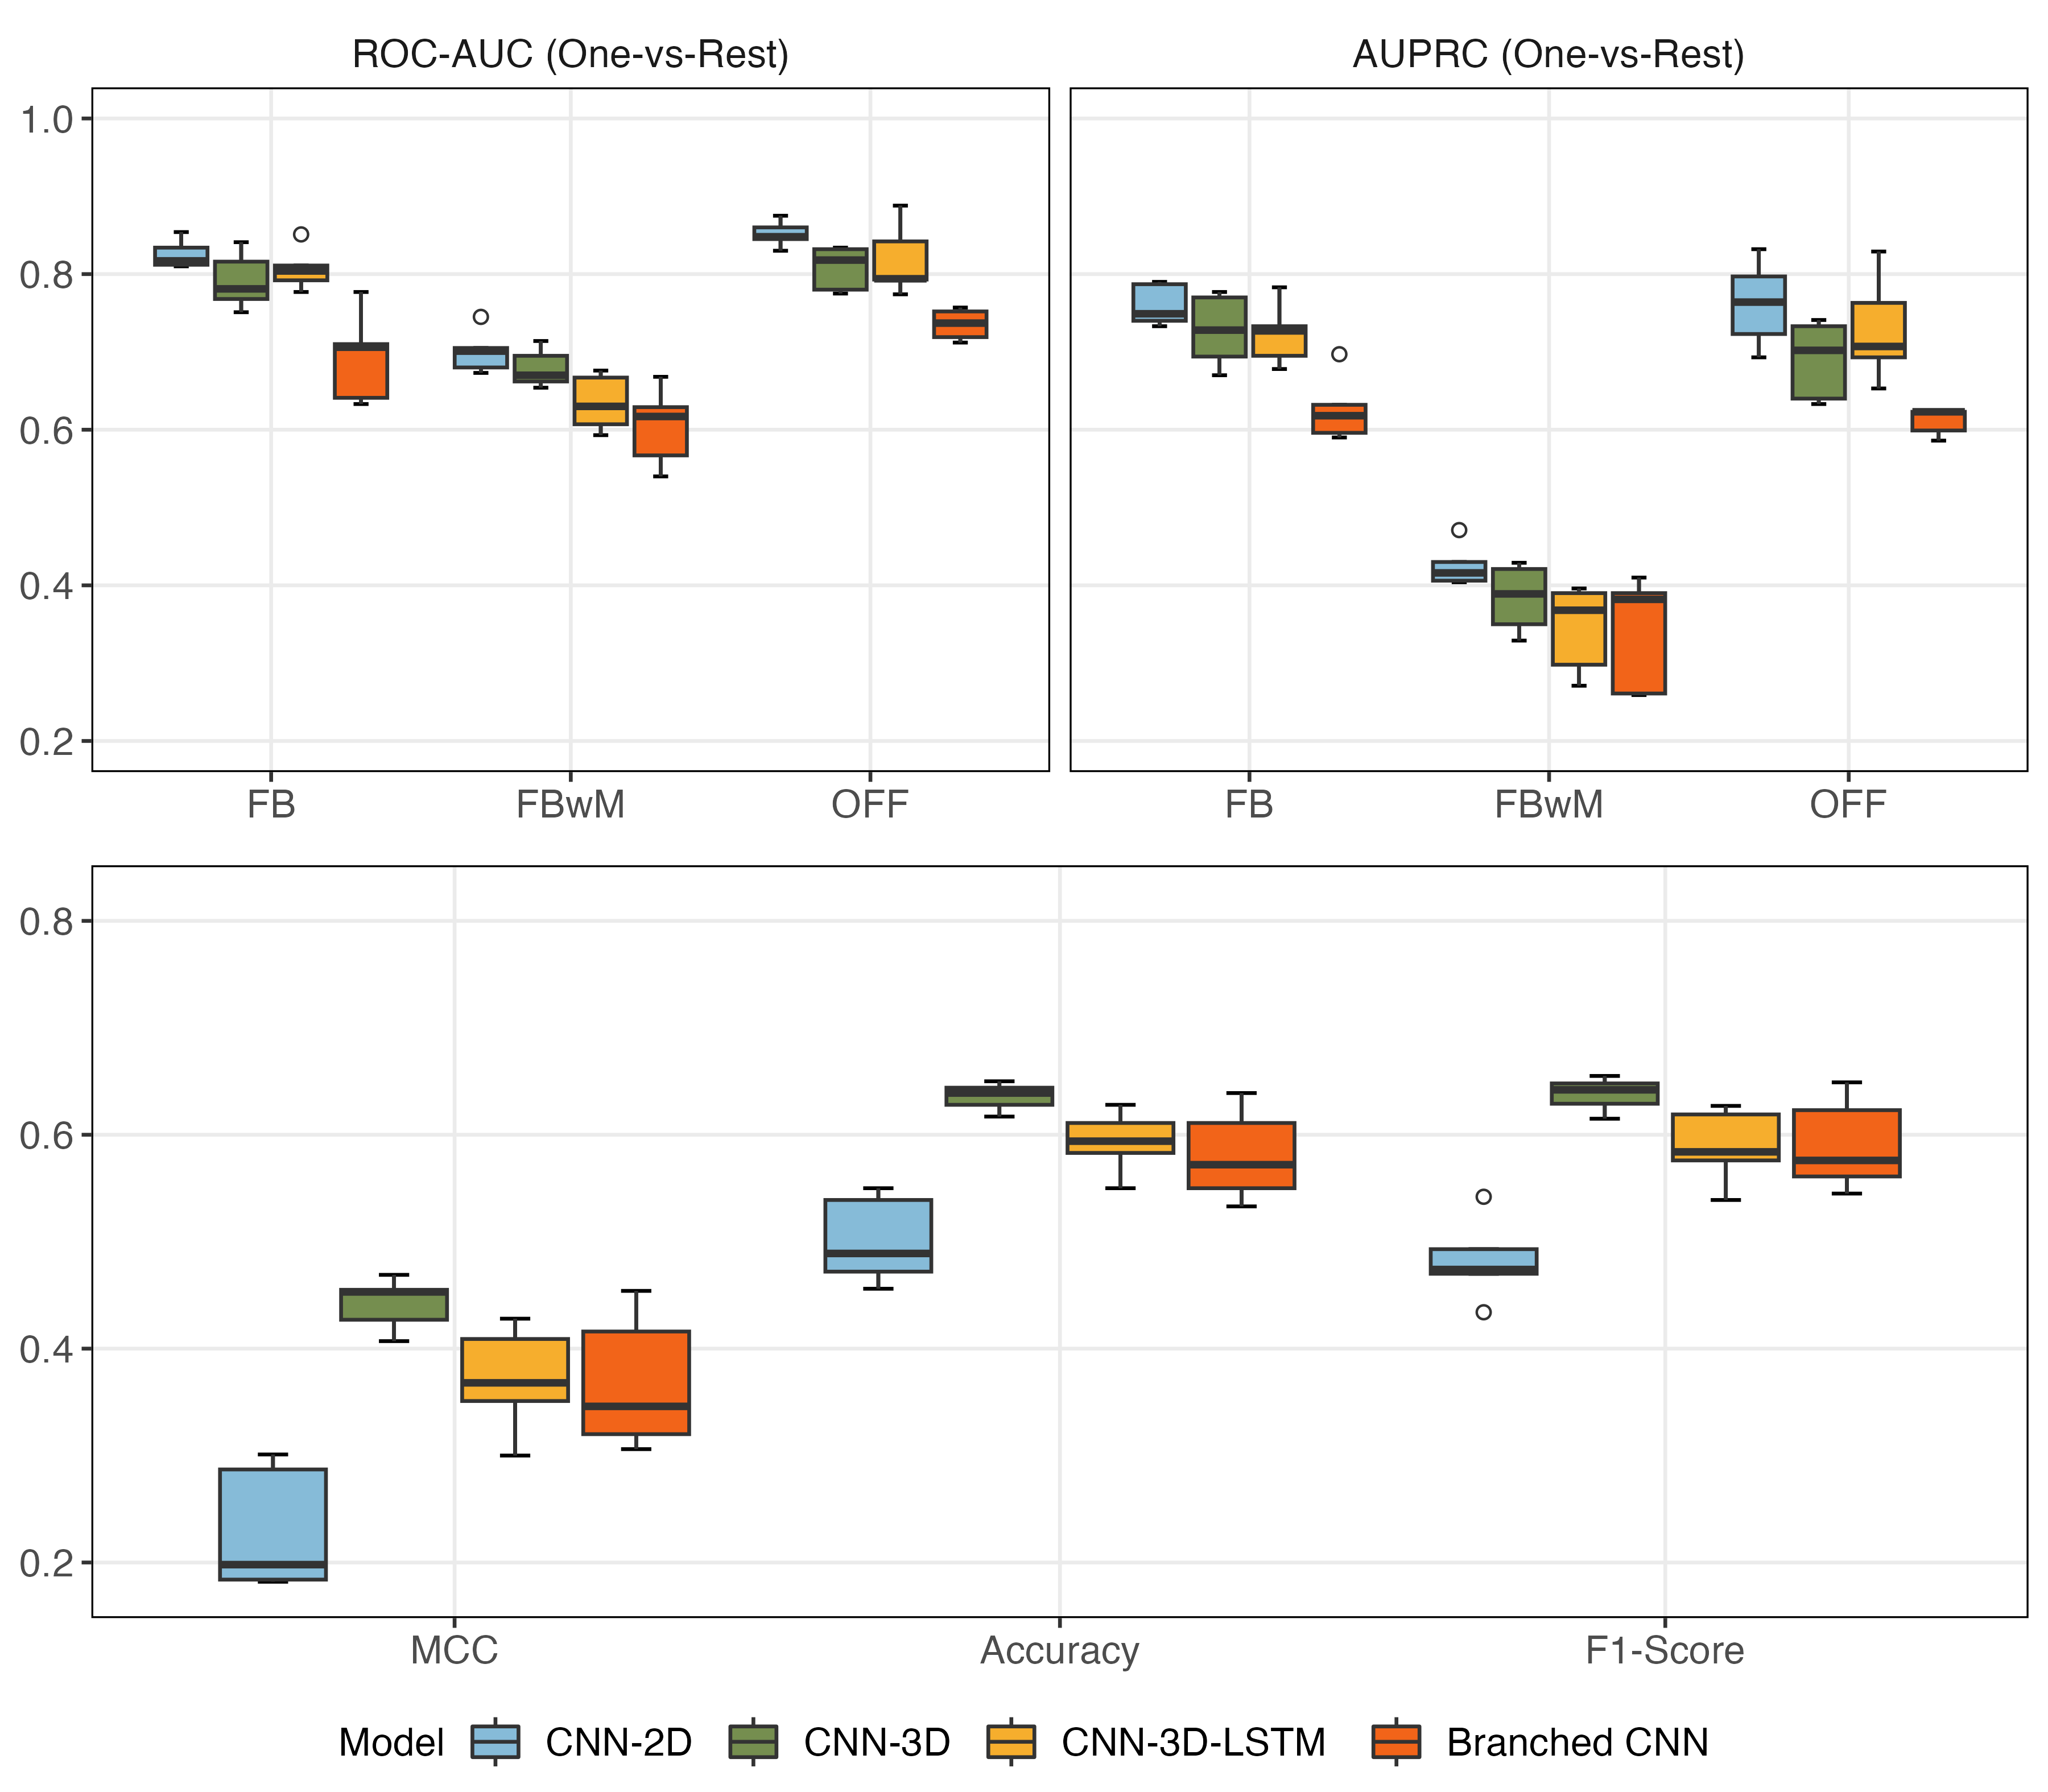 ROC-AUC (One-vs-Rest) AUPRC (One-vs-Rest)
1.0
0.8
0.6
0.4
0.2
FB FBwM OFF FB FBwM OFF
0.8
0.6
0.4
0.2
MCC Accuracy F1-Score
Model CNN-2D CNN-3D CNN-3D-LSTM Branched CNN